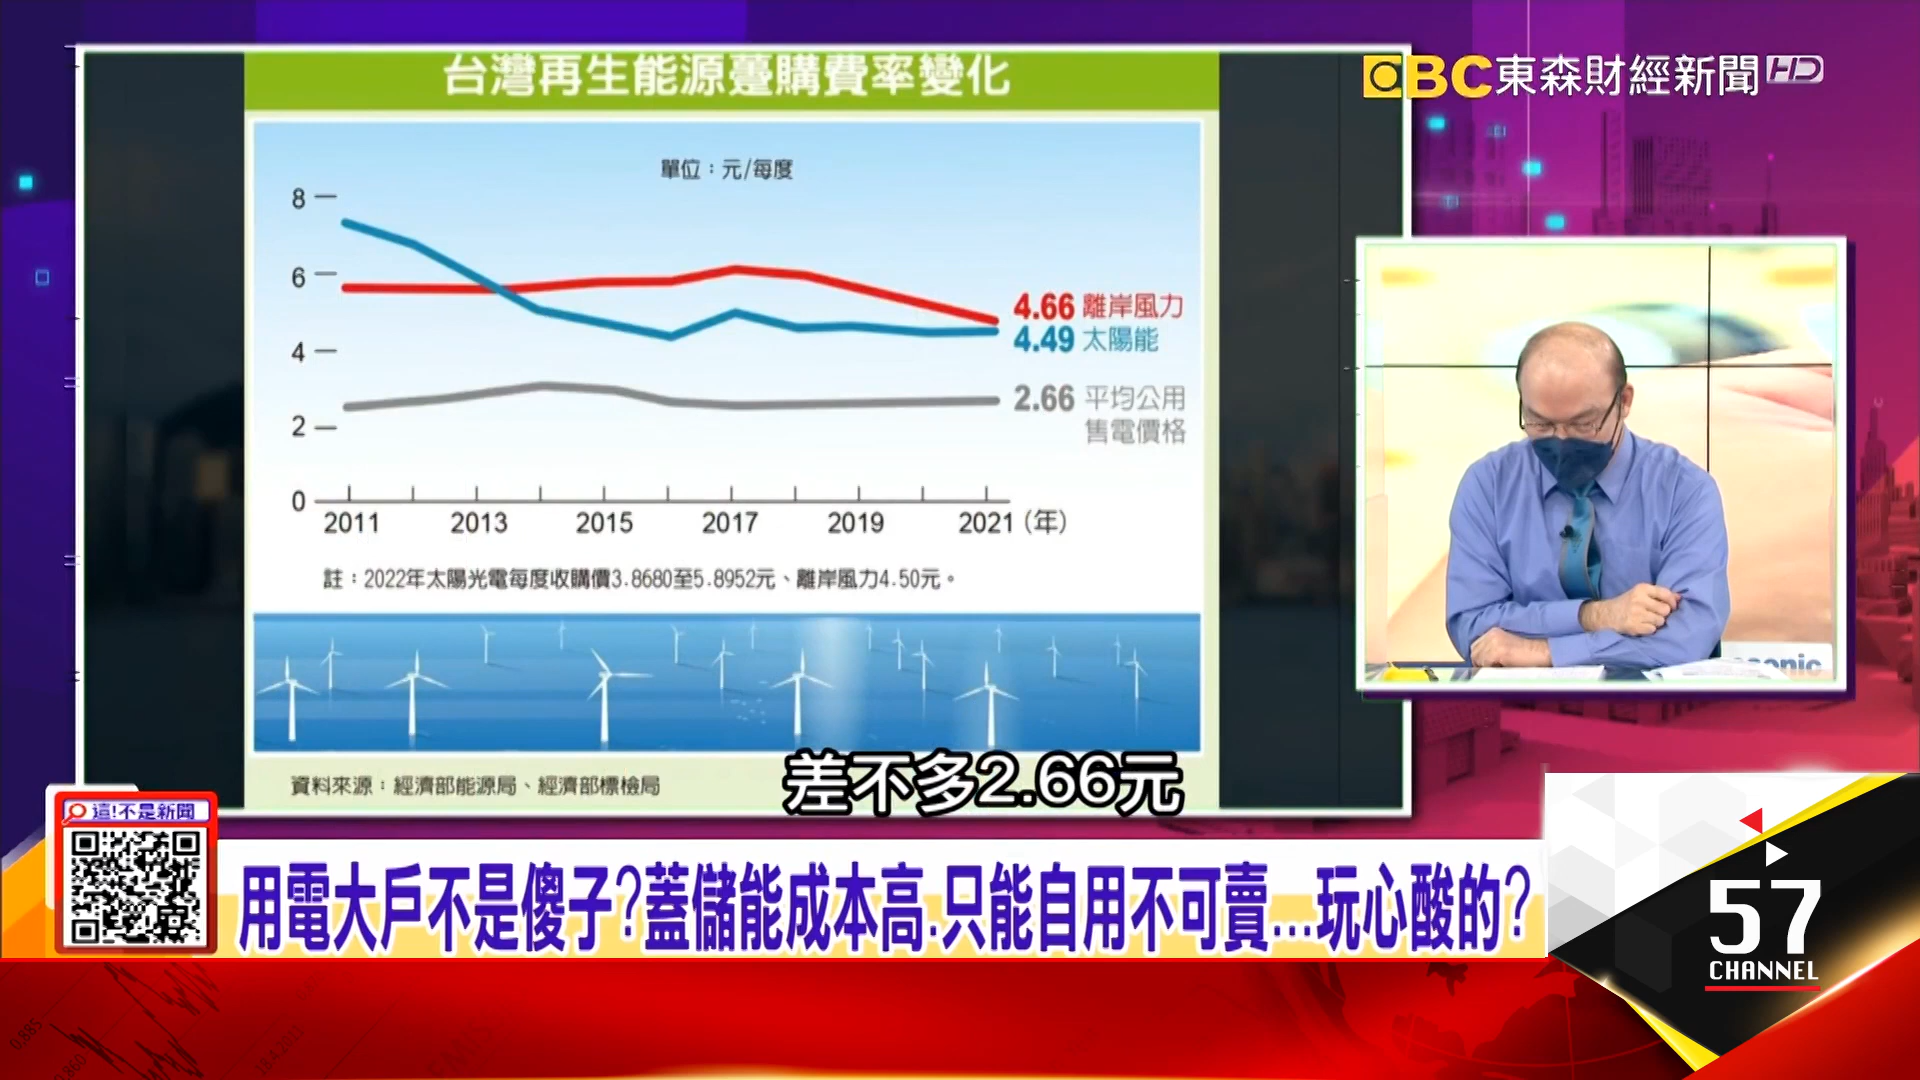 台灣再生能源躉購費率變化
EBC東森財經新聞HD
單位：元/每度
8
6
4
2
0
4.66 離岸風力
4.49 太陽能
2.66 平均公用
售電價格
2011
2013
2015
2017
2019
2021（年）
註：2022年太陽光電每度收購價3.8680至5.8952元、離岸風力4.50元。
資料來源：經濟部能源局、經濟部標檢局
差不多2.66元
這!不是新聞
用電大戶不是傻子?蓋儲能成本高.只能自用不可賣...玩心酸的?
57
CHANNEL